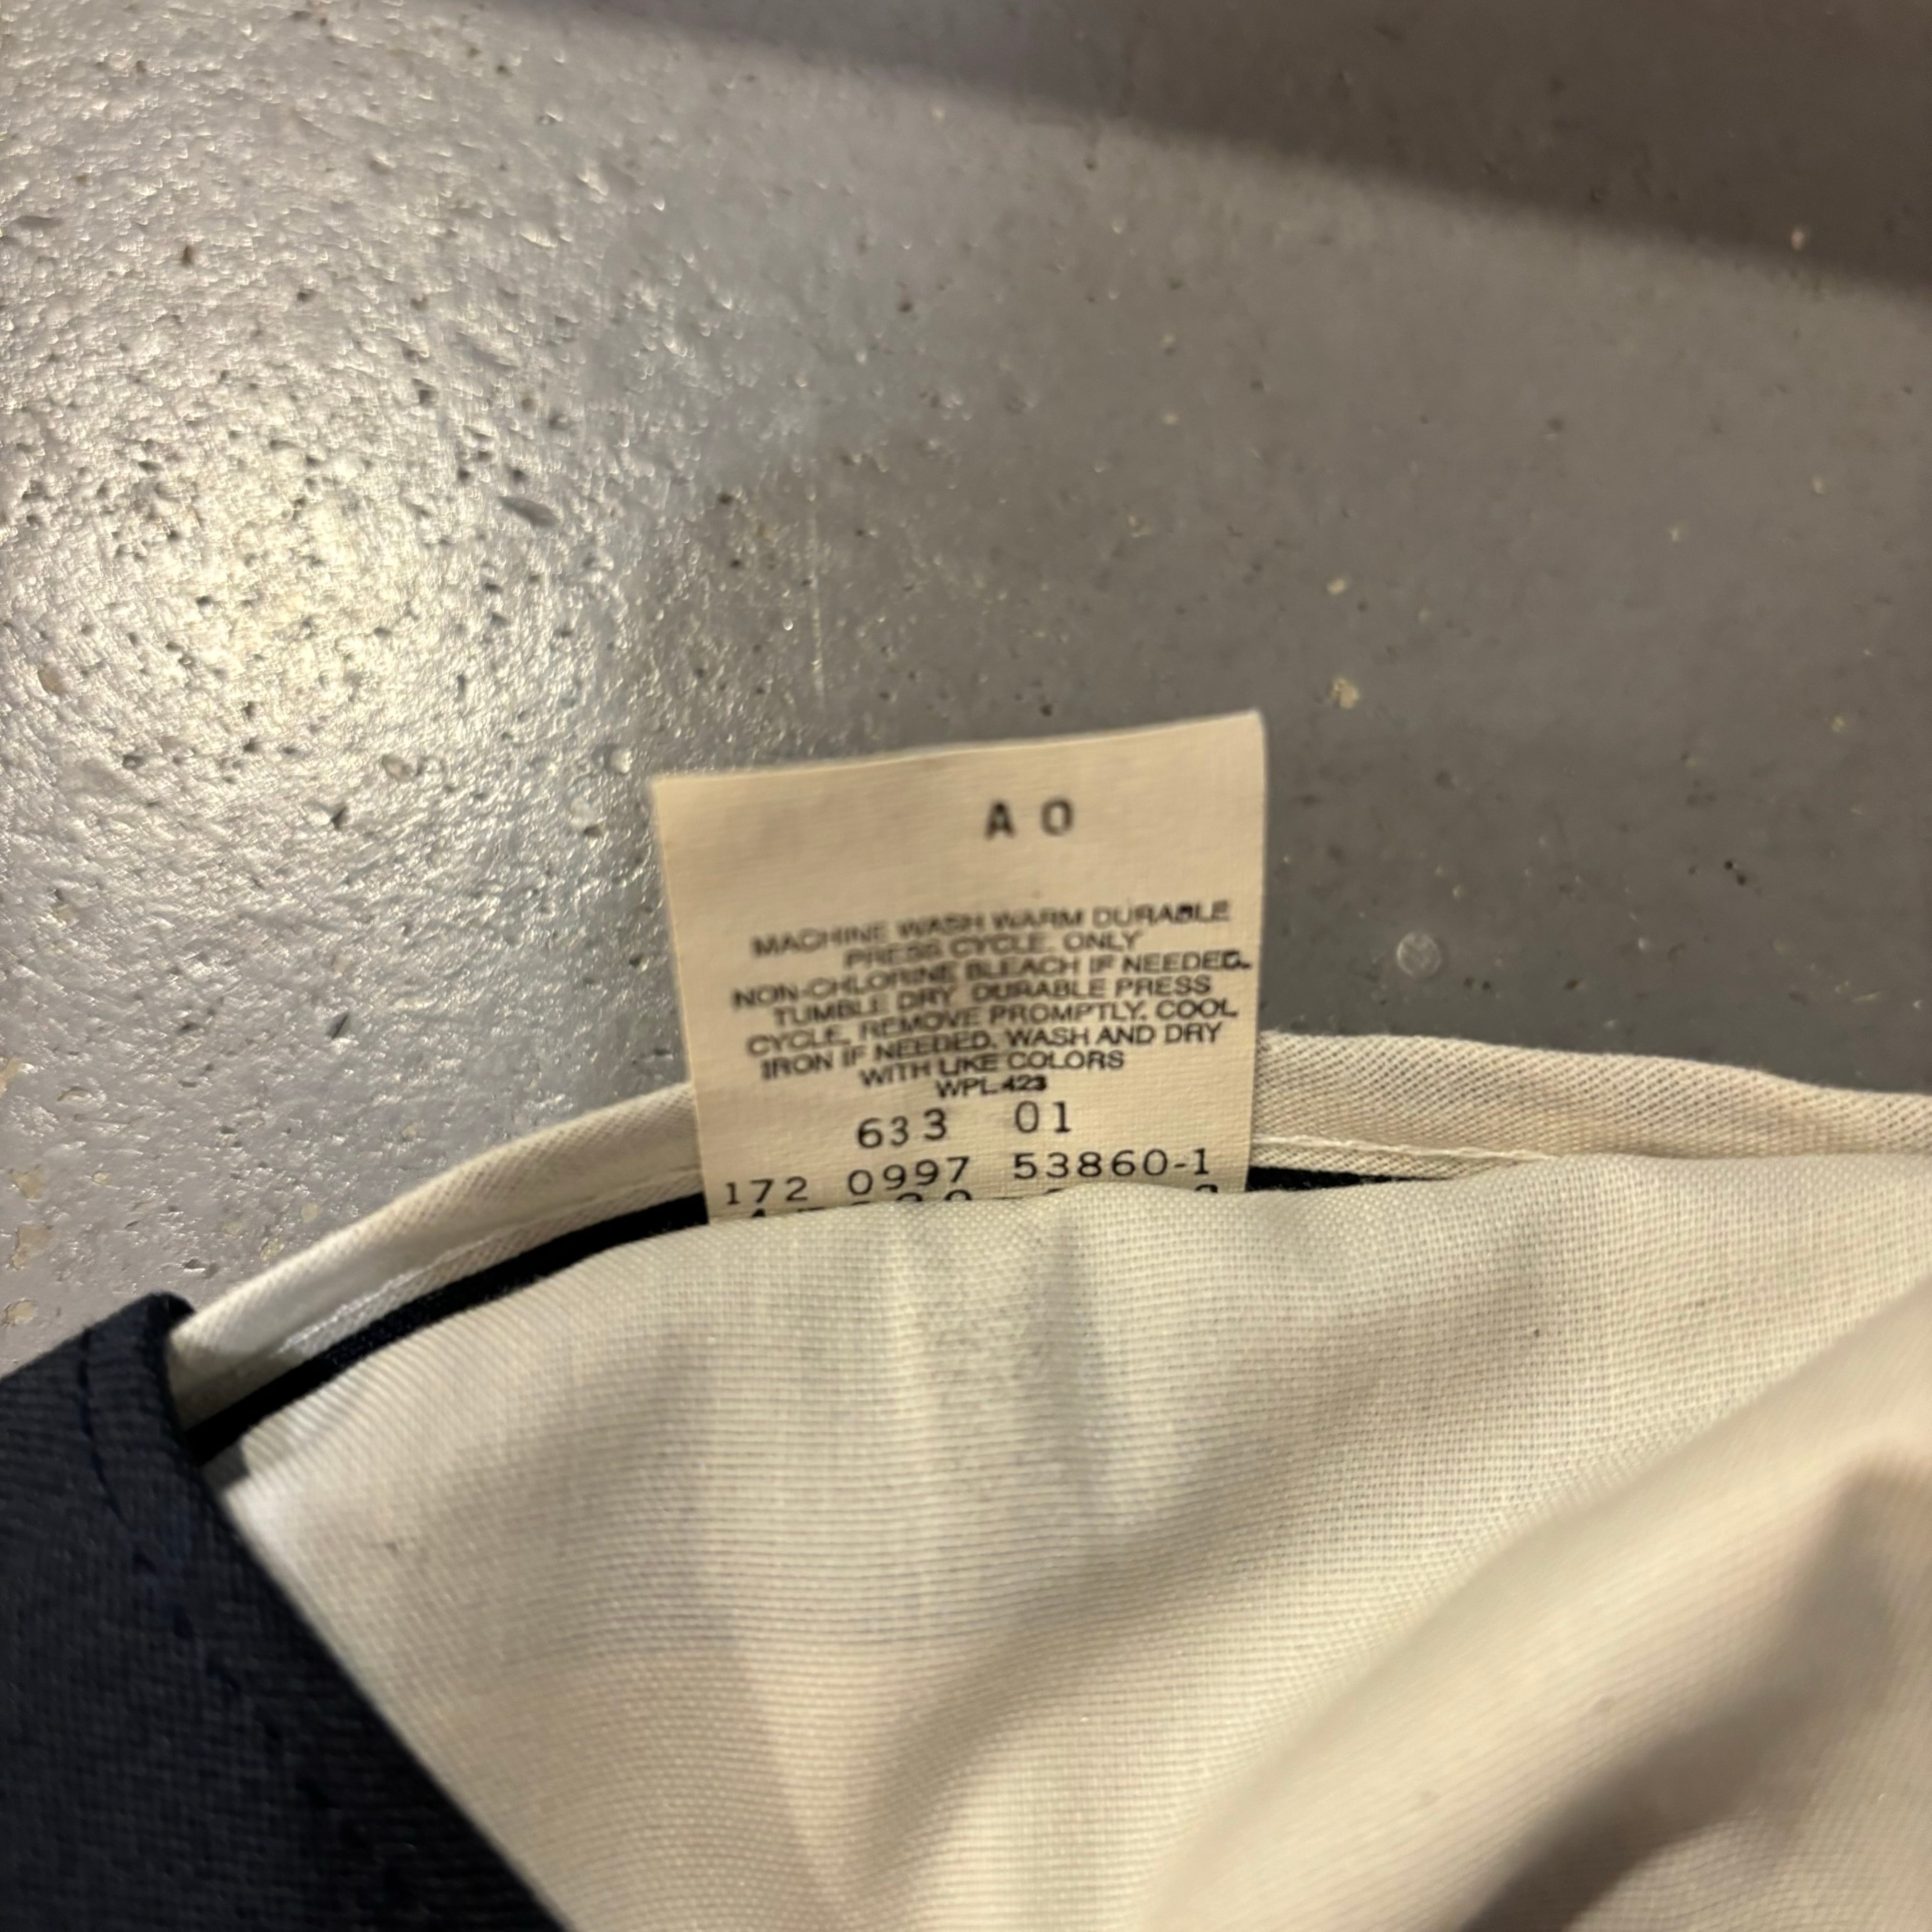 A O
MACHINE WASH WARM DURABLE
PRESS CYCLE. ONLY
NON-CHLORINE BLEACH IF NEEDED.
TUMBLE DRY DURABLE PRESS
CYCLE, REMOVE PROMPTLY. COOL
IRON IF NEEDED. WASH AND DRY
WITH LIKE COLORS
WPL 423
633 01
172 0997 53860-1